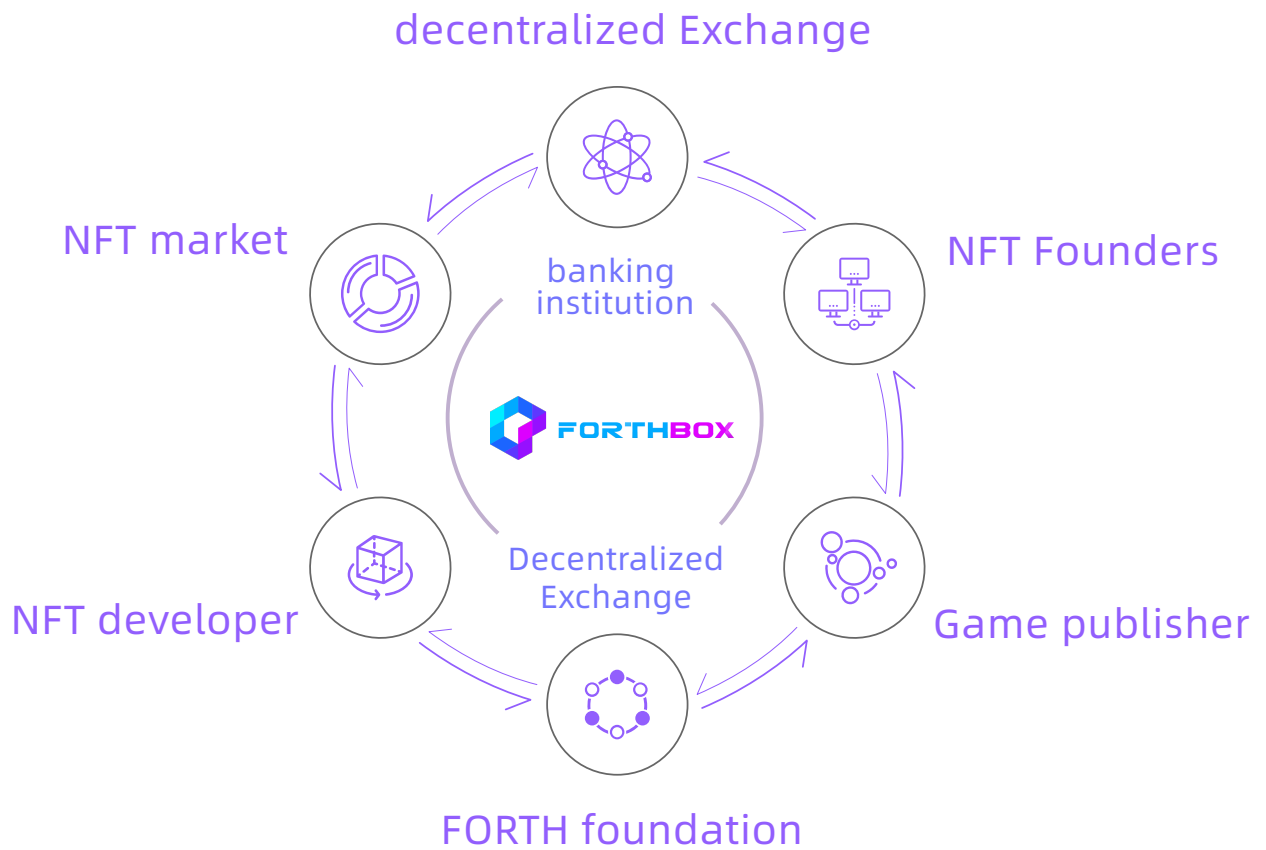 decentralized Exchange
NFT market
NFT Founders
banking
institution
FORTHBOX
Decentralized
Exchange
NFT developer
Game publisher
FORTH foundation